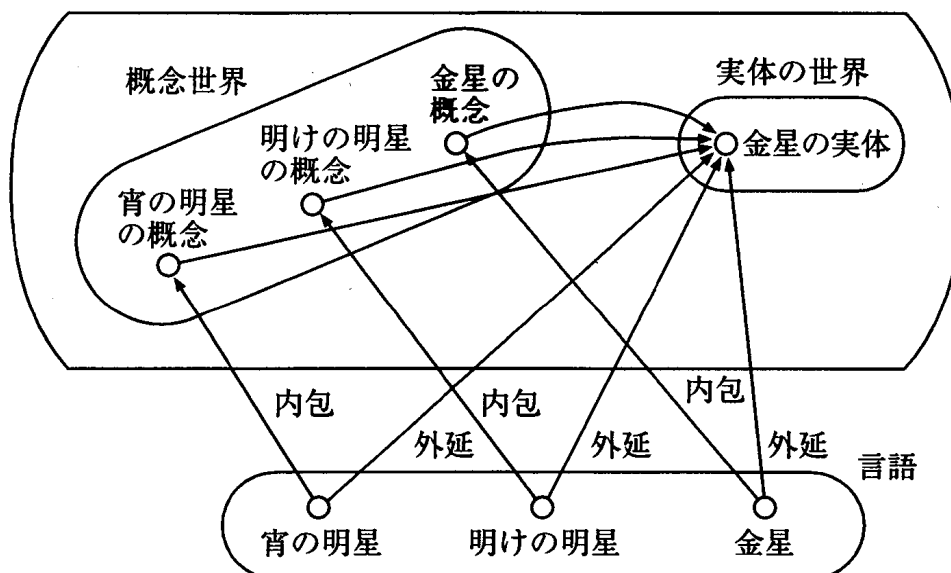 概念世界
金星の
概念
実体の世界
明けの明星
の概念
金星の実体
宵の明星
の概念
内包
内包
内包
外延
外延
外延
言語
宵の明星
明けの明星
金星